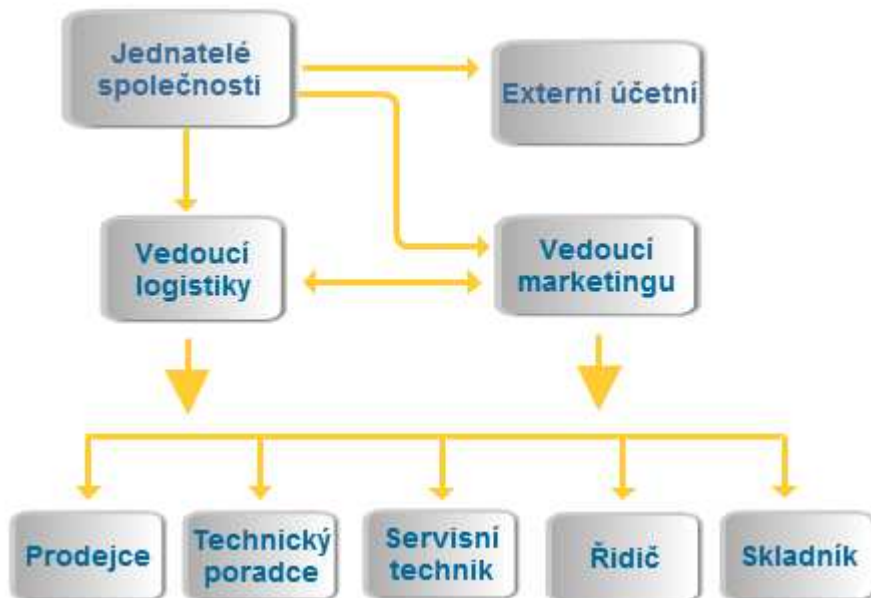 Jednatelé
společnosti
Externí účetní
Vedoucí
logistiky
Vedoucí
marketingu
Prodejce
Technický
poradce
Servisní
technik
Řidič
Skladník